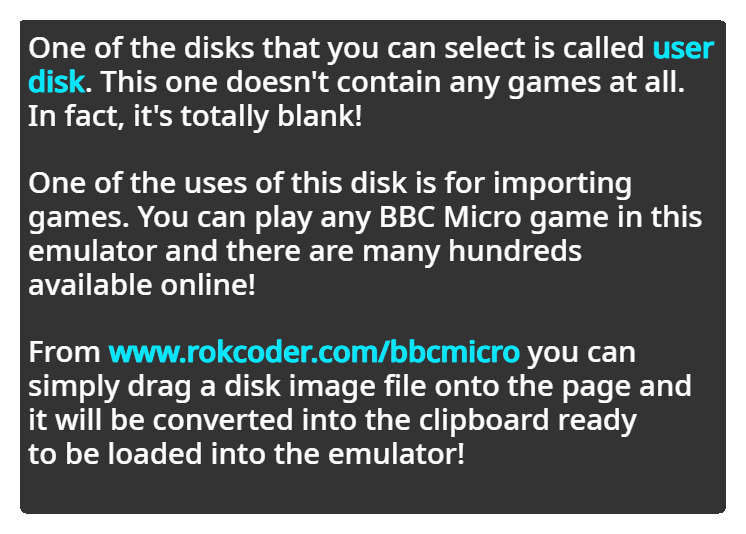 One of the disks that you can select is called user
disk. This one doesn't contain any games at all.
In fact, it's totally blank!
One of the uses of this disk is for importing
games. You can play any BBC Micro game in this
emulator and there are many hundreds
available online!
From www.rokcoder.com/bbcmicro you can
simply drag a disk image file onto the page and
it will be converted into the clipboard ready
to be loaded into the emulator!